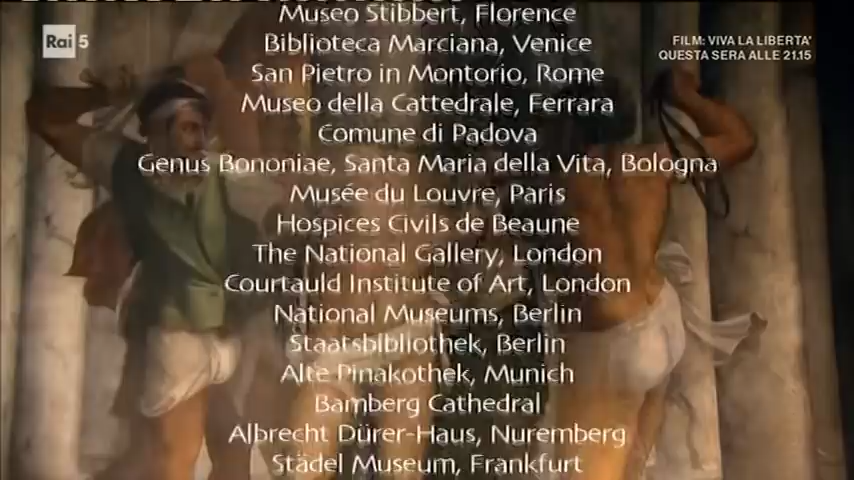 Museo Stibbert, Florence
Rai 5
FILM: VIVA LA LIBERTA'
QUESTA SERA ALLE 21.15
Biblioteca Marciana, Venice
San Pietro in Montorio, Rome
Museo della Cattedrale, Ferrara
Comune di Padova
Genus Bononiae, Santa Maria della Vita, Bologna
Musée du Louvre, Paris
Hospices Civils de Beaune
The National Gallery, London
Courtauld Institute of Art, London
National Museums, Berlin
Staatsbibliothek, Berlin
Alte Pinakothek, Munich
Bamberg Cathedral
Albrecht Dürer-Haus, Nuremberg
Städel Museum, Frankfurt